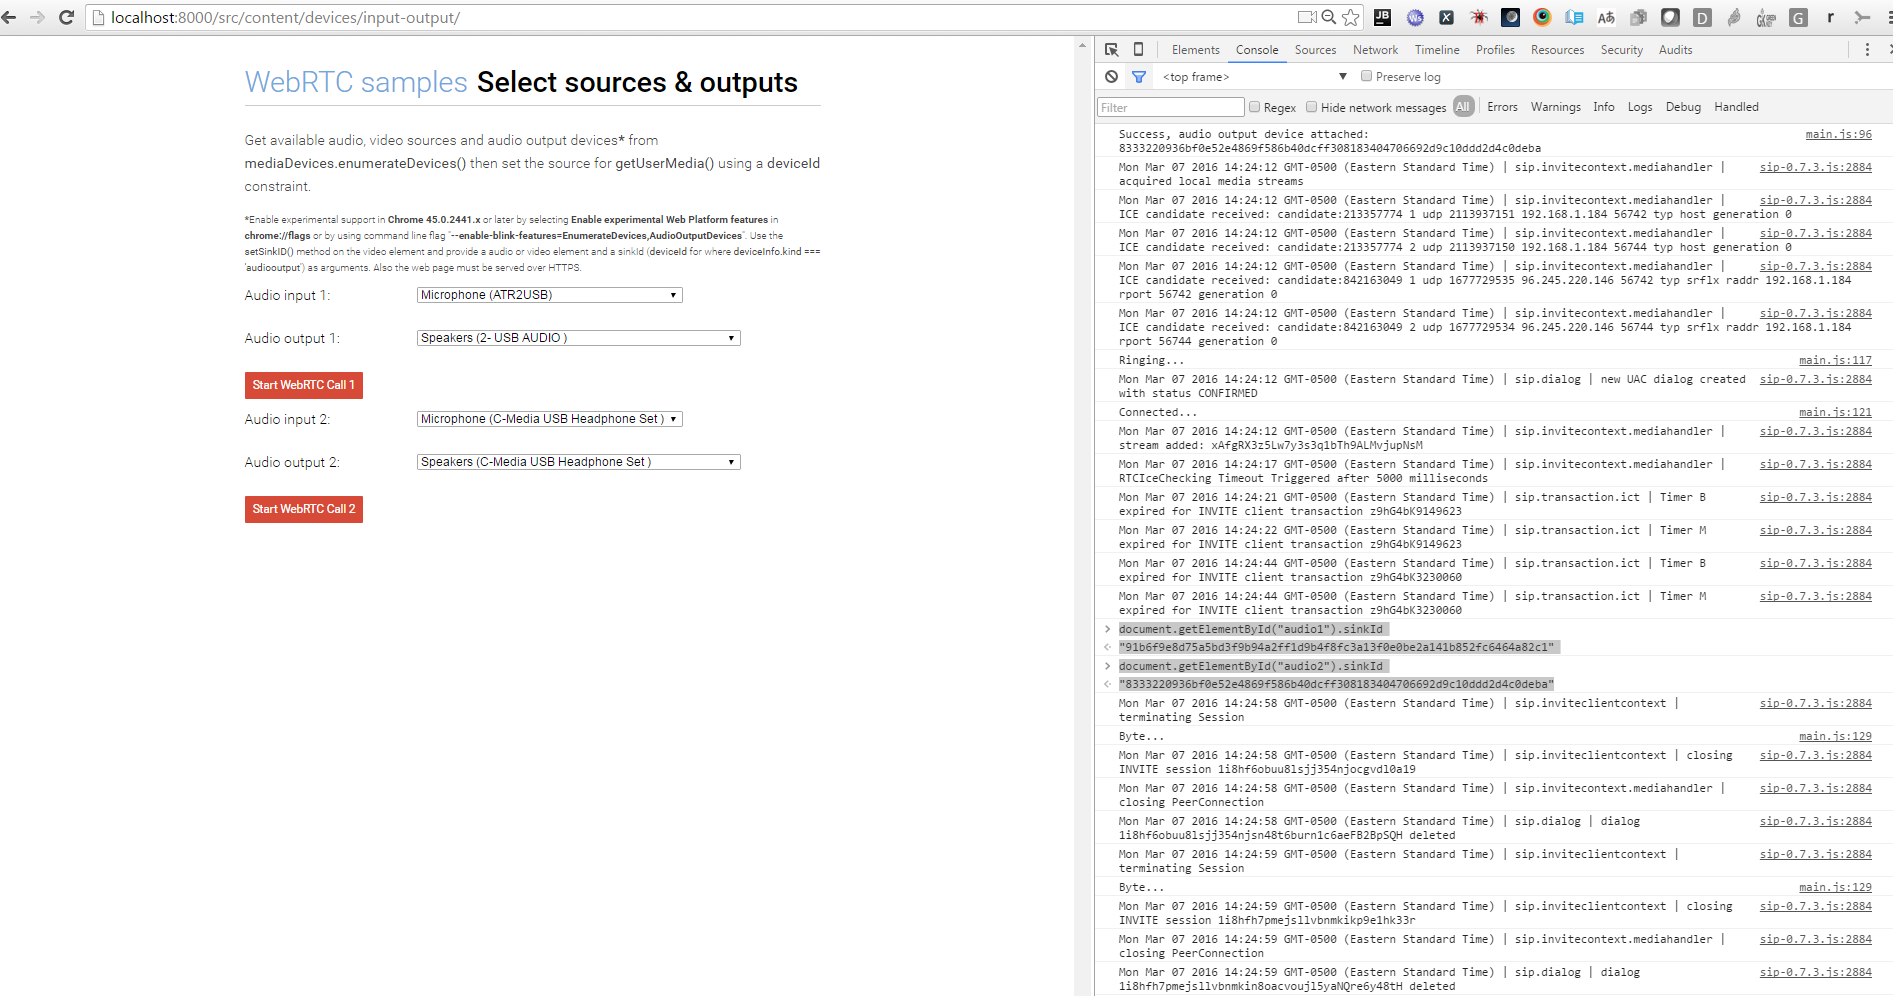 localhost:8000/src/content/devices/input-output/
WebRTC samples Select sources & outputs
Get available audio, video sources and audio output devices* from
mediaDevices.enumerateDevices() then set the source for getUserMedia() using a deviceId
constraint.
*Enable experimental support in Chrome 45.0.2441.x or later by selecting Enable experimental Web Platform features in
chrome://flags or by using command line flag "--enable-blink-features=EnumerateDevices,AudioOutputDevices". Use the
setSinkID() method on the video element and provide a audio or video element and a sinkId (deviceId for where deviceInfo.kind ===
'audiooutput') as arguments. Also the web page must be served over HTTPS.
Audio input 1: Microphone (ATR2USB)
Audio output 1: Speakers (2- USB AUDIO )
Start WebRTC Call 1
Audio input 2: Microphone (C-Media USB Headphone Set )
Audio output 2: Speakers (C-Media USB Headphone Set )
Start WebRTC Call 2
Elements Console Sources Network Timeline Profiles Resources Security Audits
<top frame> Preserve log
Filter Regex Hide network messages All Errors Warnings Info Logs Debug Handled
Success, audio output device attached: main.js:96
8333220936bf0e52e4869f586b40dcff308183404706692d9c10ddd2d4c0deba
Mon Mar 07 2016 14:24:12 GMT-0500 (Eastern Standard Time) | sip.invitecontext.mediahandler | sip-0.7.3.js:2884
acquired local media streams
Mon Mar 07 2016 14:24:12 GMT-0500 (Eastern Standard Time) | sip.invitecontext.mediahandler | sip-0.7.3.js:2884
ICE candidate received: candidate:213357774 1 udp 2113937151 192.168.1.184 56742 typ host generation 0
Mon Mar 07 2016 14:24:12 GMT-0500 (Eastern Standard Time) | sip.invitecontext.mediahandler | sip-0.7.3.js:2884
ICE candidate received: candidate:213357774 2 udp 2113937150 192.168.1.184 56744 typ host generation 0
Mon Mar 07 2016 14:24:12 GMT-0500 (Eastern Standard Time) | sip.invitecontext.mediahandler | sip-0.7.3.js:2884
ICE candidate received: candidate:842163049 1 udp 1677729535 96.245.220.146 56742 typ srflx raddr 192.168.1.184
rport 56742 generation 0
Mon Mar 07 2016 14:24:12 GMT-0500 (Eastern Standard Time) | sip.invitecontext.mediahandler | sip-0.7.3.js:2884
ICE candidate received: candidate:842163049 2 udp 1677729534 96.245.220.146 56744 typ srflx raddr 192.168.1.184
rport 56744 generation 0
Ringing... main.js:117
Mon Mar 07 2016 14:24:12 GMT-0500 (Eastern Standard Time) | sip.dialog | new UAC dialog created sip-0.7.3.js:2884
with status CONFIRMED
Connected... main.js:121
Mon Mar 07 2016 14:24:12 GMT-0500 (Eastern Standard Time) | sip.invitecontext.mediahandler | sip-0.7.3.js:2884
stream added: xAfgRX3z5Lw7y3s3q1bTh9ALMvjupNsM
Mon Mar 07 2016 14:24:17 GMT-0500 (Eastern Standard Time) | sip.invitecontext.mediahandler | sip-0.7.3.js:2884
RTCIceChecking Timeout Triggered after 5000 milliseconds
Mon Mar 07 2016 14:24:21 GMT-0500 (Eastern Standard Time) | sip.transaction.ict | Timer B sip-0.7.3.js:2884
expired for INVITE client transaction z9hG4bK9149623
Mon Mar 07 2016 14:24:22 GMT-0500 (Eastern Standard Time) | sip.transaction.ict | Timer M sip-0.7.3.js:2884
expired for INVITE client transaction z9hG4bK9149623
Mon Mar 07 2016 14:24:44 GMT-0500 (Eastern Standard Time) | sip.transaction.ict | Timer B sip-0.7.3.js:2884
expired for INVITE client transaction z9hG4bK3230060
Mon Mar 07 2016 14:24:44 GMT-0500 (Eastern Standard Time) | sip.transaction.ict | Timer M sip-0.7.3.js:2884
expired for INVITE client transaction z9hG4bK3230060
document.getElementById("audio1").sinkId
"91b6f9e8d75a5bd3f9b94a2ff1d9b4f8fc3a13f0e0be2a141b852fc6464a82c1"
document.getElementById("audio2").sinkId
"8333220936bf0e52e4869f586b40dcff308183404706692d9c10ddd2d4c0deba"
Mon Mar 07 2016 14:24:58 GMT-0500 (Eastern Standard Time) | sip.inviteclientcontext | sip-0.7.3.js:2884
terminating Session
Byte... main.js:129
Mon Mar 07 2016 14:24:58 GMT-0500 (Eastern Standard Time) | sip.inviteclientcontext | closing sip-0.7.3.js:2884
INVITE session 1i8hf6obuu8lsjj354njocgvdl0a19
Mon Mar 07 2016 14:24:58 GMT-0500 (Eastern Standard Time) | sip.invitecontext.mediahandler | sip-0.7.3.js:2884
closing PeerConnection
Mon Mar 07 2016 14:24:58 GMT-0500 (Eastern Standard Time) | sip.dialog | dialog sip-0.7.3.js:2884
1i8hf6obuu8lsjj354njsn48t6burn1c6aeFB2BpSQH deleted
Mon Mar 07 2016 14:24:59 GMT-0500 (Eastern Standard Time) | sip.inviteclientcontext | sip-0.7.3.js:2884
terminating Session
Byte... main.js:129
Mon Mar 07 2016 14:24:59 GMT-0500 (Eastern Standard Time) | sip.inviteclientcontext | closing sip-0.7.3.js:2884
INVITE session 1i8hfh7pmejsllvbnmkikp9e1hk33r
Mon Mar 07 2016 14:24:59 GMT-0500 (Eastern Standard Time) | sip.invitecontext.mediahandler | sip-0.7.3.js:2884
closing PeerConnection
Mon Mar 07 2016 14:24:59 GMT-0500 (Eastern Standard Time) | sip.dialog | dialog sip-0.7.3.js:2884
1i8hfh7pmejsllvbnmkin8oacvoujl5yaNQre6y48tH deleted